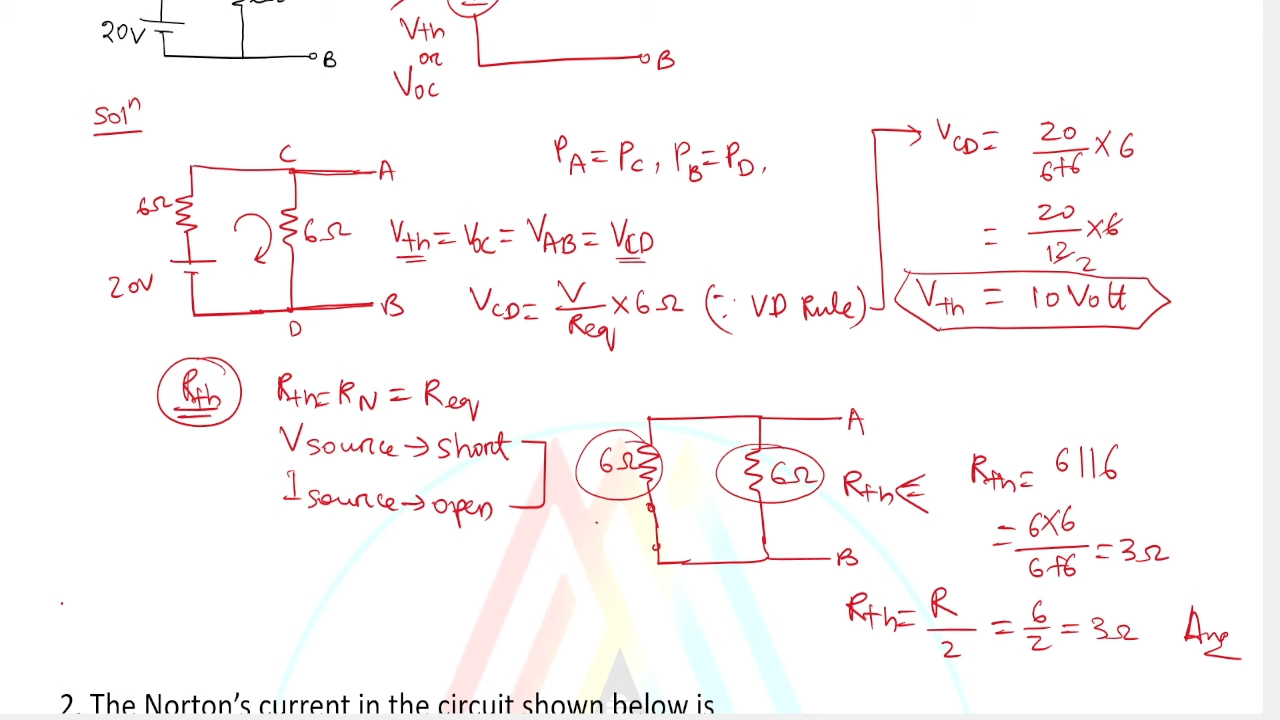 20V
B
Vth
or
Voc
B
Solⁿ
C
A
6Ω
6Ω
20V
B
D
PA = PC, PB = PD,
Vth = Voc = VAB = VCD
VCD = V/Req × 6Ω (∵ VD Rule)
VCD = 20/6+6 × 6
= 20/12 × 6
2
Vth = 10 Volt
Rth
Rth = RN = Req
V source → short
I source → open
A
6Ω
6Ω
Rth
B
Rth = 6||6
= 6×6/6+6 = 3Ω
Rth = R/2 = 6/2 = 3Ω Ans
2. The Norton's current in the circuit shown below is